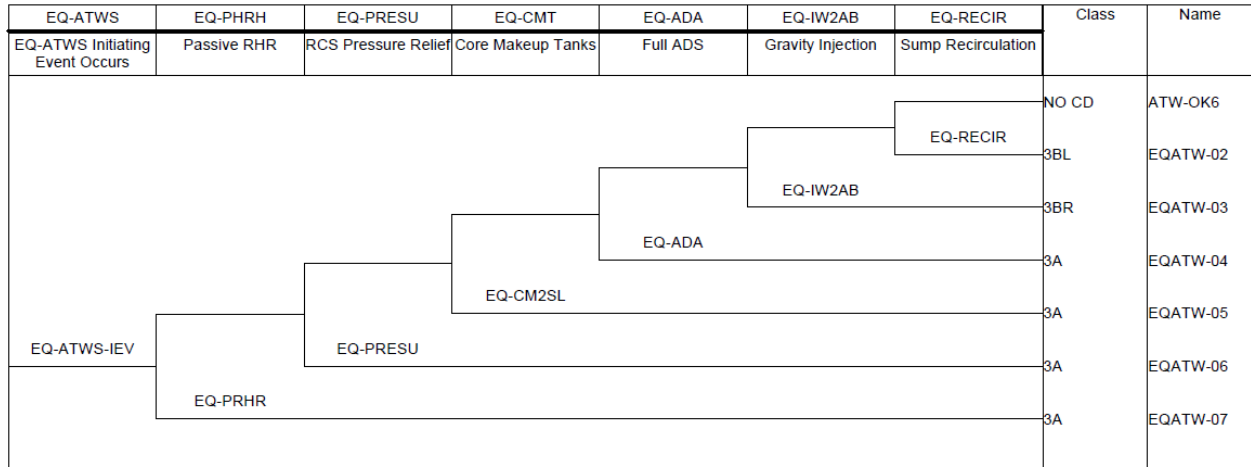 EQ-ATWS EQ-PHRH EQ-PRESU EQ-CMT EQ-ADA EQ-IW2AB EQ-RECIR Class Name
EQ-ATWS Initiating Passive RHR RCS Pressure Relief Core Makeup Tanks Full ADS Gravity Injection Sump Recirculation
Event Occurs
NO CD ATW-OK6
EQ-RECIR
3BL EQATW-02
EQ-IW2AB
3BR EQATW-03
EQ-ADA
3A EQATW-04
EQ-CM2SL
3A EQATW-05
EQ-ATWS-IEV EQ-PRESU
3A EQATW-06
EQ-PRHR
3A EQATW-07